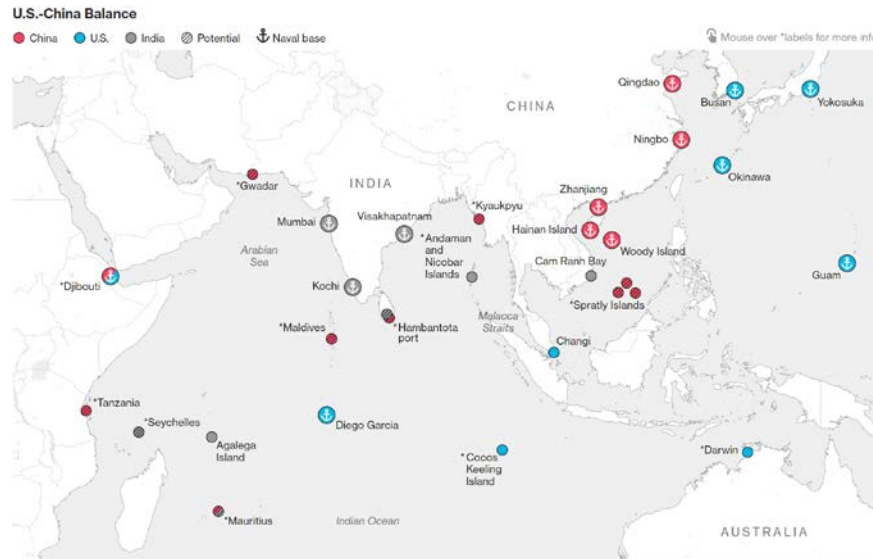 U.S.-China Balance
China U.S. India Potential Naval base
Mouse over *labels for more inf
Qingdao
CHINA
Busan
Yokosuka
Ningbo
Okinawa
*Gwadar
INDIA
Zhanjiang
*Kyaukpyu
Mumbai
Visakhapatnam
Hainan Island
*Andaman
and
Nicobar
Islands
Woody Island
Arabian
Sea
Cam Ranh Bay
Guam
*Djibouti
Kochi
*Spratly Islands
*Maldives
*Hambantota
port
Malacca
Straits
Changi
*Tanzania
*Seychelles
Diego Garcia
Agalega
Island
*Cocos
Keeling
Island
*Darwin
*Mauritius
Indian Ocean
AUSTRALIA